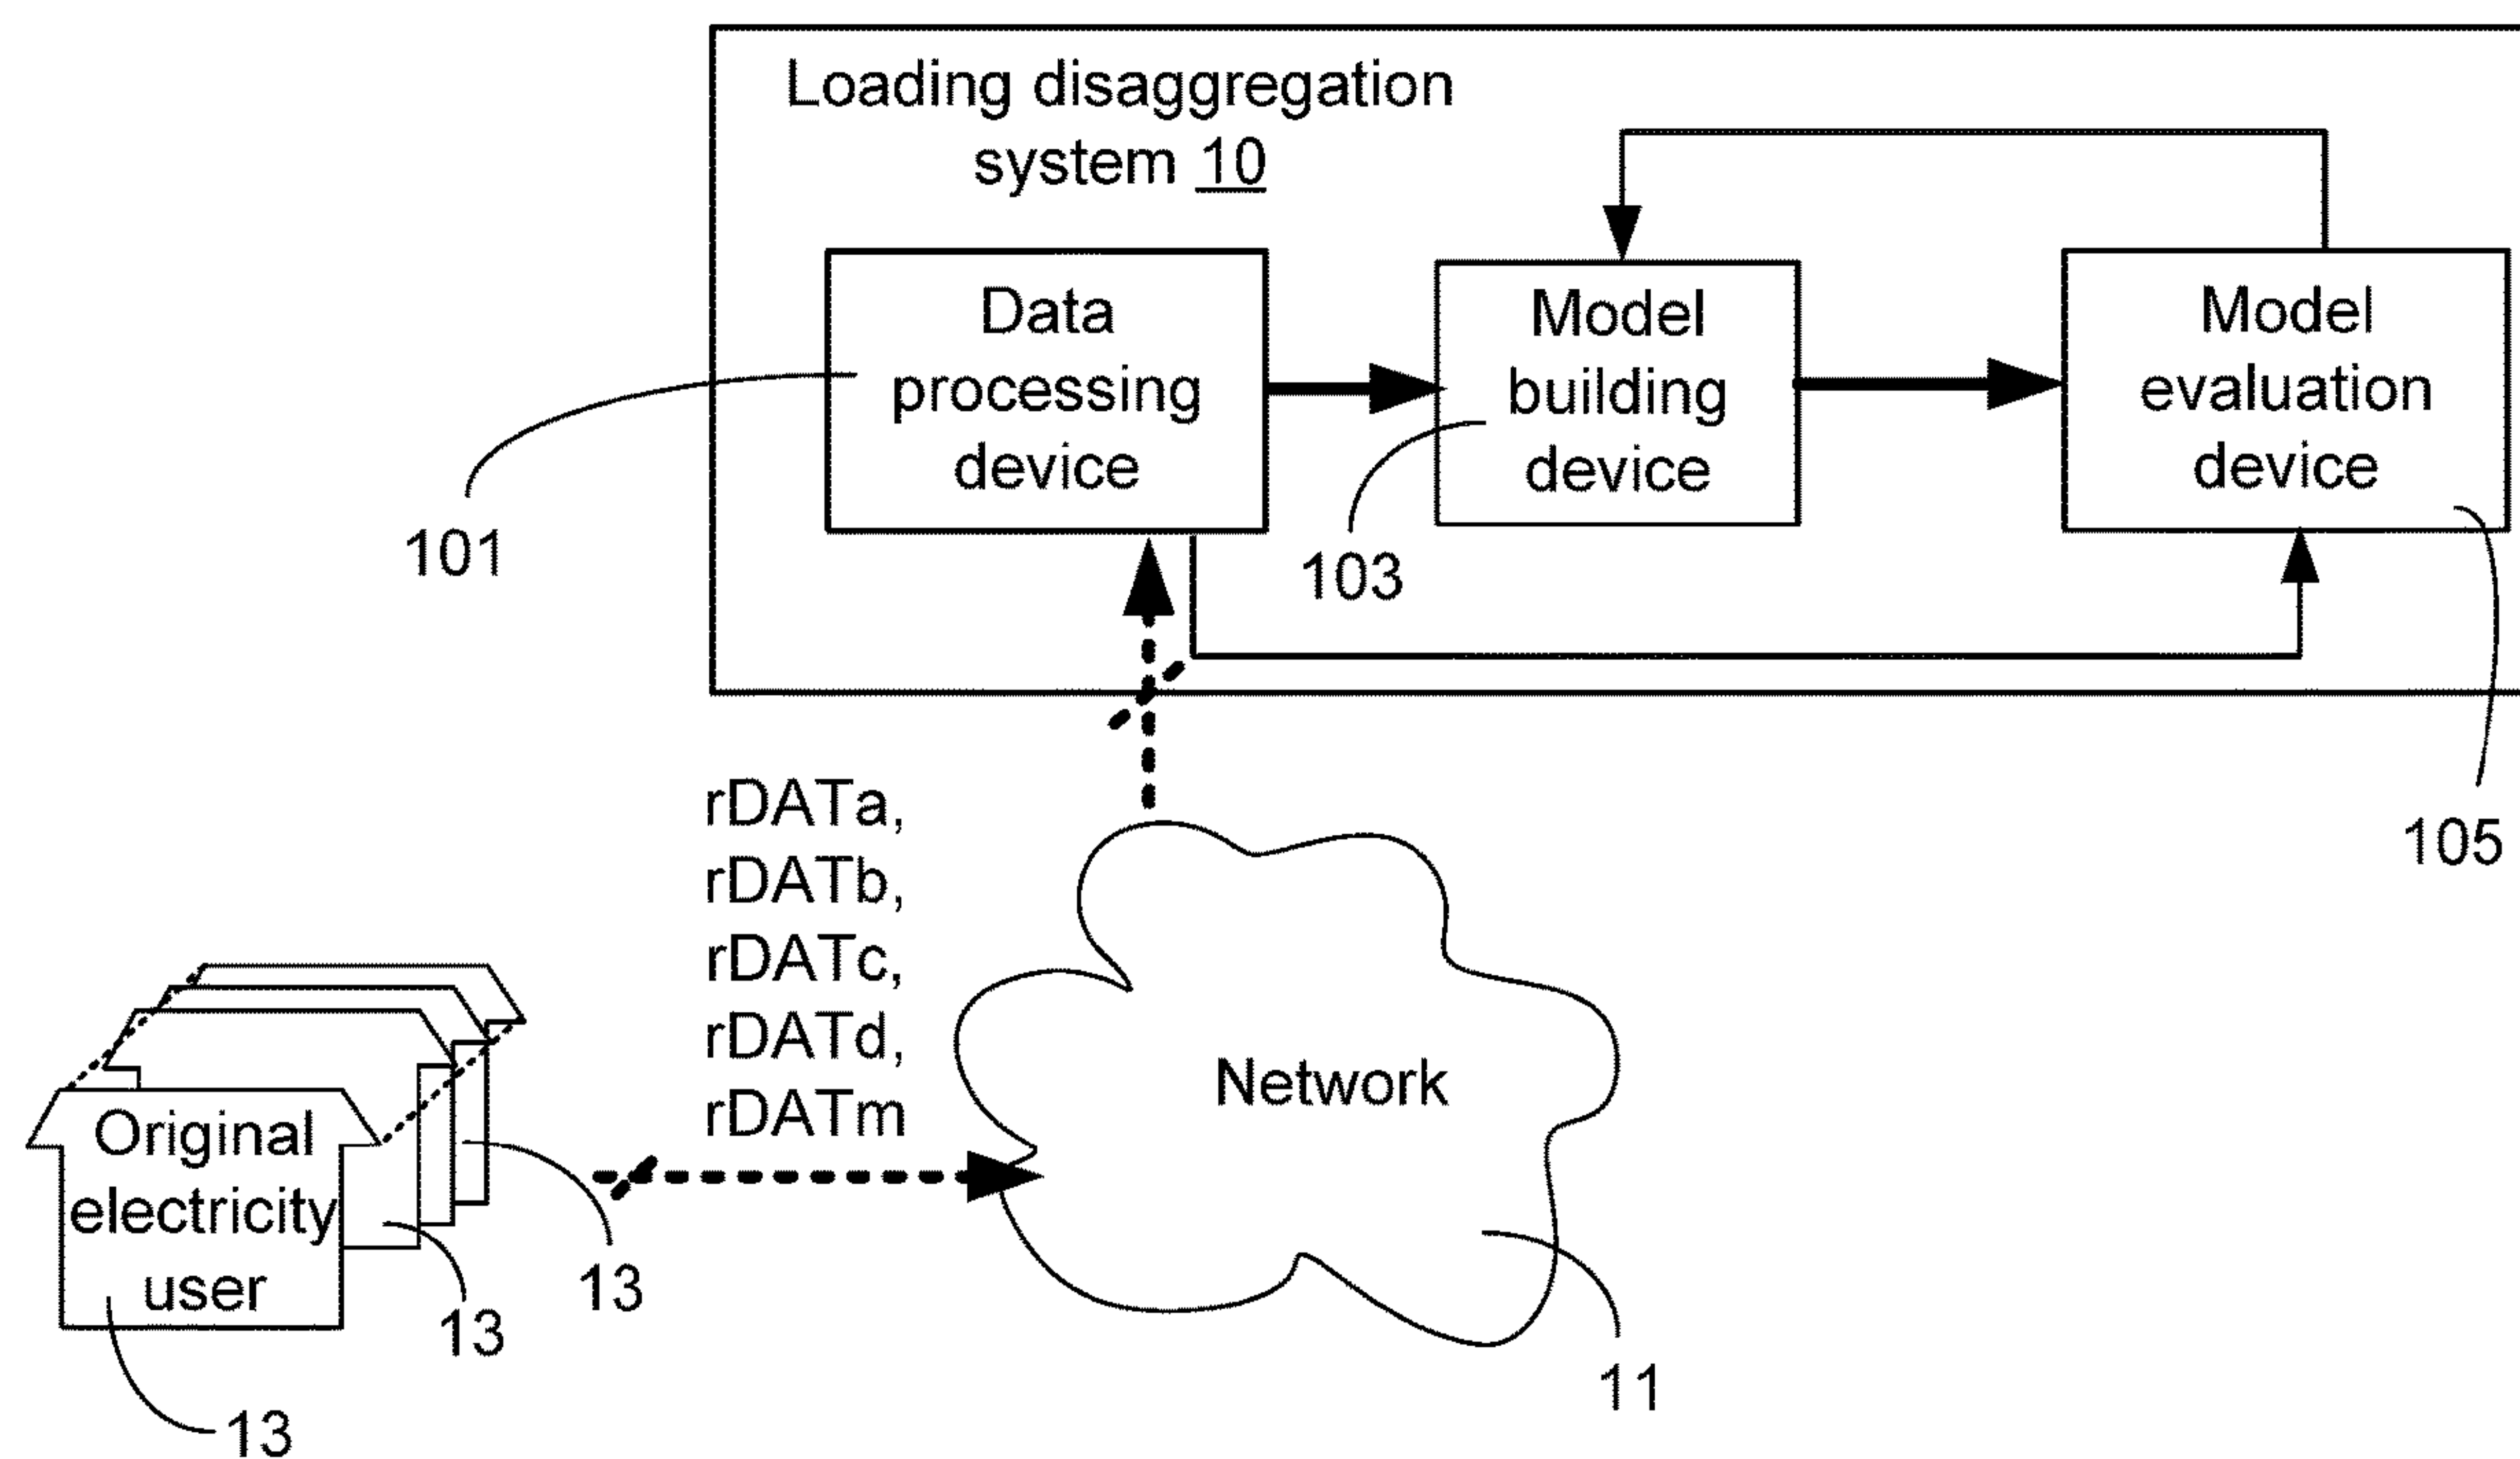 Loading disaggregation
system 10
Data
processing
device
Model
building
device
Model
evaluation
device
101
103
105
rDATa,
rDATb,
rDATc,
rDATd,
rDATm
Network
Original
electricity
user
13
13
13
11